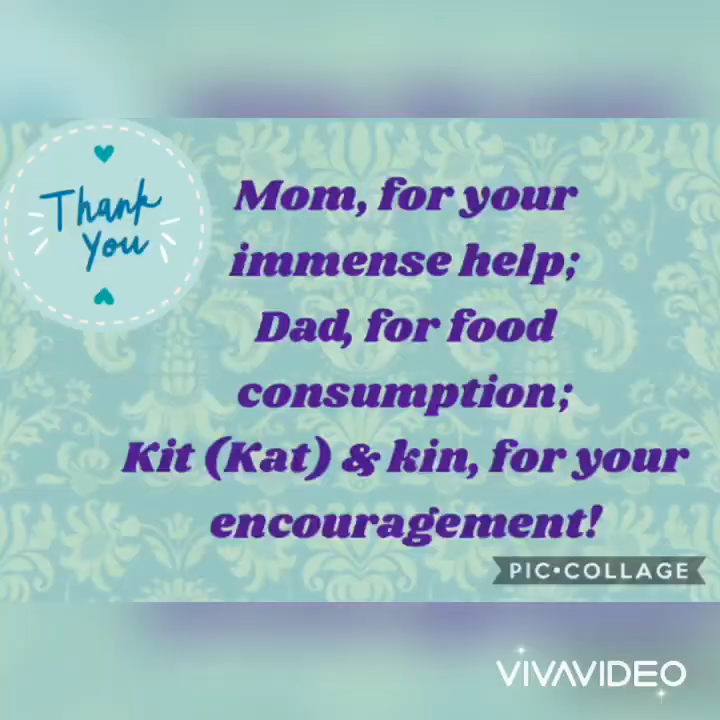 Thank
You
Mom, for your
immense help;
Dad, for food
consumption;
Kit (Kat) & kin, for your
encouragement!
PIC•COLLAGE
VIVAVIDEO